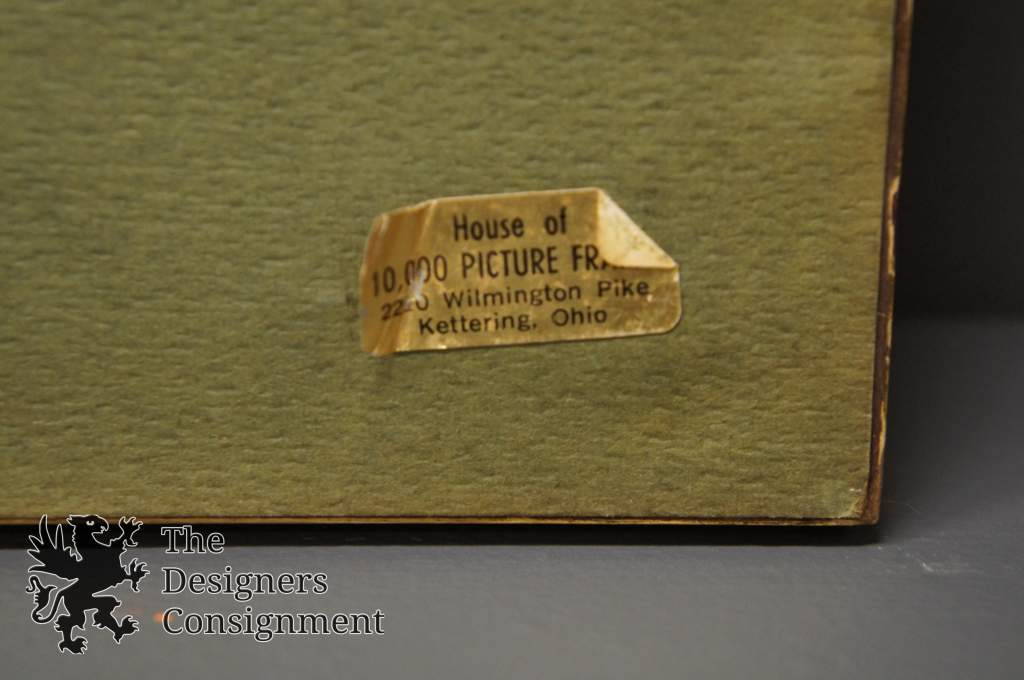 House of
10,000 PICTURE
Wilmington Pike
Kettering, Ohio
The
Designers
Consignment